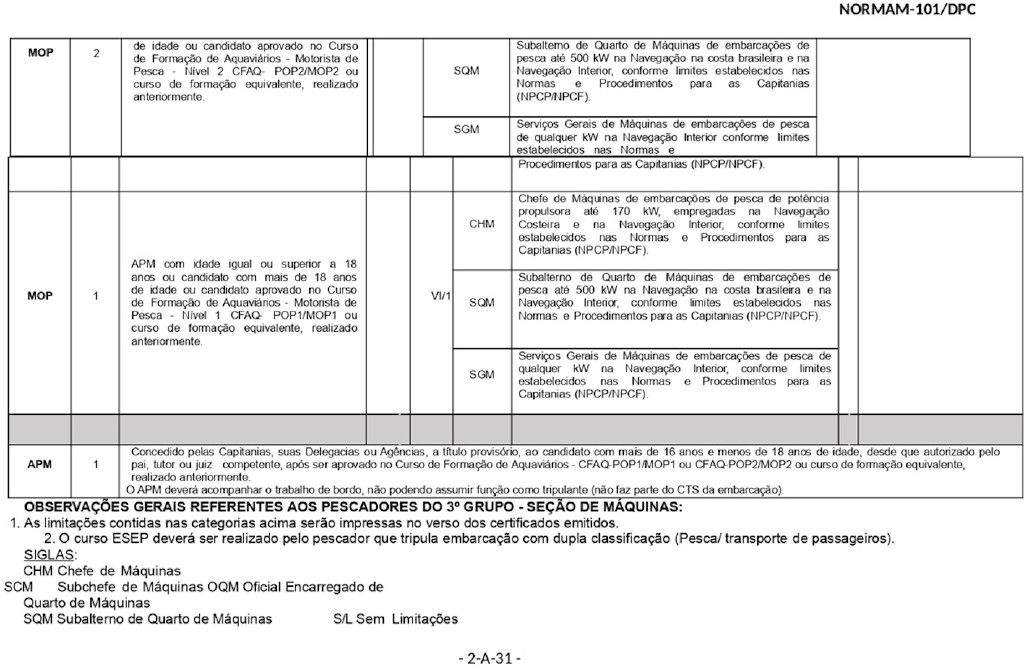 NORMAM-101/DPC
MOP
2
de idade ou candidato aprovado no Curso
de Formação de Aquaviários - Motorista de
Pesca - Nível 2 CFAQ- POP2/MOP2 ou
curso de formação equivalente, realizado
anteriormente.
SQM
Subalterno de Quarto de Máquinas de embarcações de
pesca até 500 kW na Navegação na costa brasileira e na
Navegação Interior, conforme limites estabelecidos nas
Normas e Procedimentos para as Capitanias
(NPCP/NPCF).
SGM
Serviços Gerais de Máquinas de embarcações de pesca
de qualquer kW na Navegação Interior conforme limites
estabelecidos nas Normas e
Procedimentos para as Capitanias (NPCP/NPCF).
MOP
1
APM com idade igual ou superior a 18
anos ou candidato com mais de 18 anos
de idade ou candidato aprovado no Curso
de Formação de Aquaviários - Motorista de
Pesca - Nível 1 CFAQ- POP1/MOP1 ou
curso de formação equivalente, realizado
anteriormente.
VI/1
CHM
Chefe de Máquinas de embarcações de pesca de potência
propulsora até 170 kW, empregadas na Navegação
Costeira e na Navegação Interior, conforme limites
estabelecidos nas Normas e Procedimentos para as
Capitanias (NPCP/NPCF).
SQM
Subalterno de Quarto de Máquinas de embarcações de
pesca até 500 kW na Navegação na costa brasileira e na
Navegação Interior, conforme limites estabelecidos nas
Normas e Procedimentos para as Capitanias (NPCP/NPCF).
SGM
Serviços Gerais de Máquinas de embarcações de pesca de
qualquer kW na Navegação Interior, conforme limites
estabelecidos nas Normas e Procedimentos para as
Capitanias (NPCP/NPCF).
APM
1
Concedido pelas Capitanias, suas Delegacias ou Agências, a título provisório, ao candidato com mais de 16 anos e menos de 18 anos de idade, desde que autorizado pelo
pai, tutor ou juiz competente, após ser aprovado no Curso de Formação de Aquaviários - CFAQ-POP1/MOP1 ou CFAQ-POP2/MOP2 ou curso de formação equivalente,
realizado anteriormente.
O APM deverá acompanhar o trabalho de bordo, não podendo assumir função como tripulante (não faz parte do CTS da embarcação).
OBSERVAÇÕES GERAIS REFERENTES AOS PESCADORES DO 3º GRUPO - SEÇÃO DE MÁQUINAS:
1. As limitações contidas nas categorias acima serão impressas no verso dos certificados emitidos.
2. O curso ESEP deverá ser realizado pelo pescador que tripula embarcação com dupla classificação (Pesca/ transporte de passageiros).
SIGLAS:
CHM Chefe de Máquinas
SCM Subchefe de Máquinas OQM Oficial Encarregado de
Quarto de Máquinas
SQM Subalterno de Quarto de Máquinas S/L Sem Limitações
- 2-A-31 -